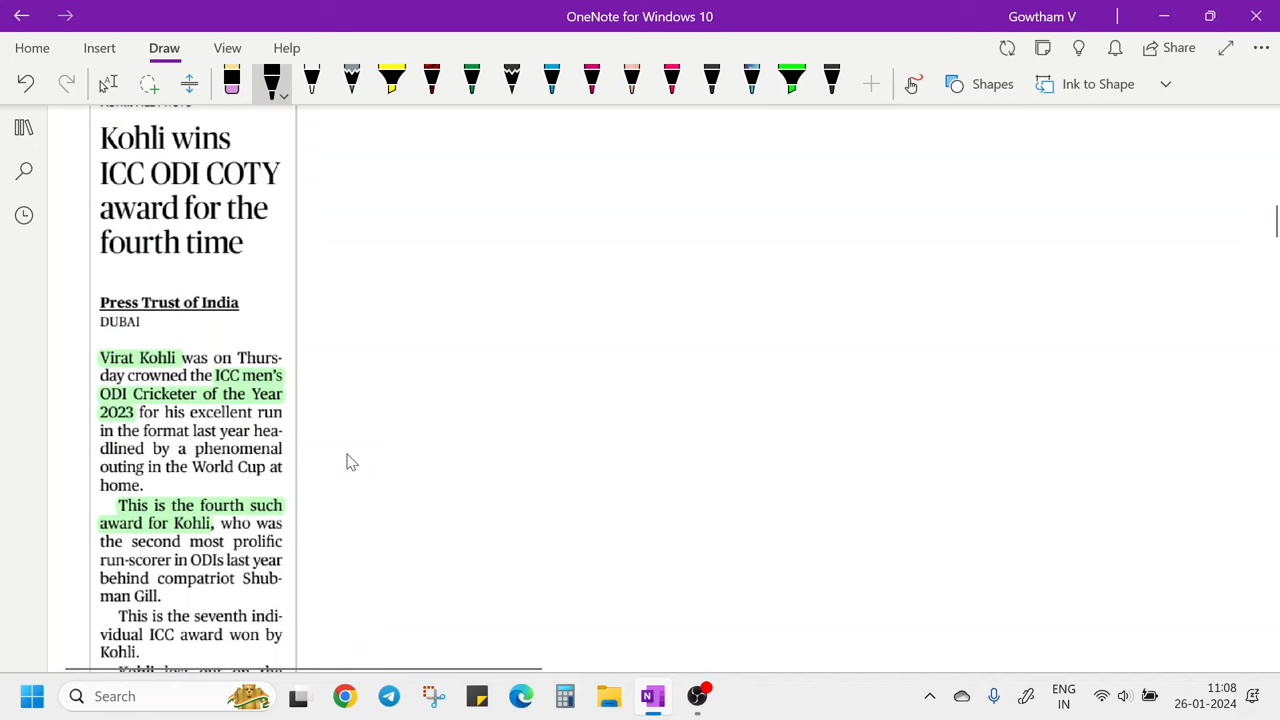 OneNote for Windows 10
Gowtham V
Home
Insert
Draw
View
Help
Share
Shapes
Ink to Shape
Kohli wins
ICC ODI COTY
award for the
fourth time
Press Trust of India
DUBAI
Virat Kohli was on Thurs-
day crowned the ICC men's
ODI Cricketer of the Year
2023 for his excellent run
in the format last year hea-
dlined by a phenomenal
outing in the World Cup at
home.
This is the fourth such
award for Kohli, who was
the second most prolific
run-scorer in ODIs last year
behind compatriot Shub-
man Gill.
This is the seventh indi-
vidual ICC award won by
Kohli.
Kohli lost out on the
Search
ENG
IN
11:08
26-01-2024